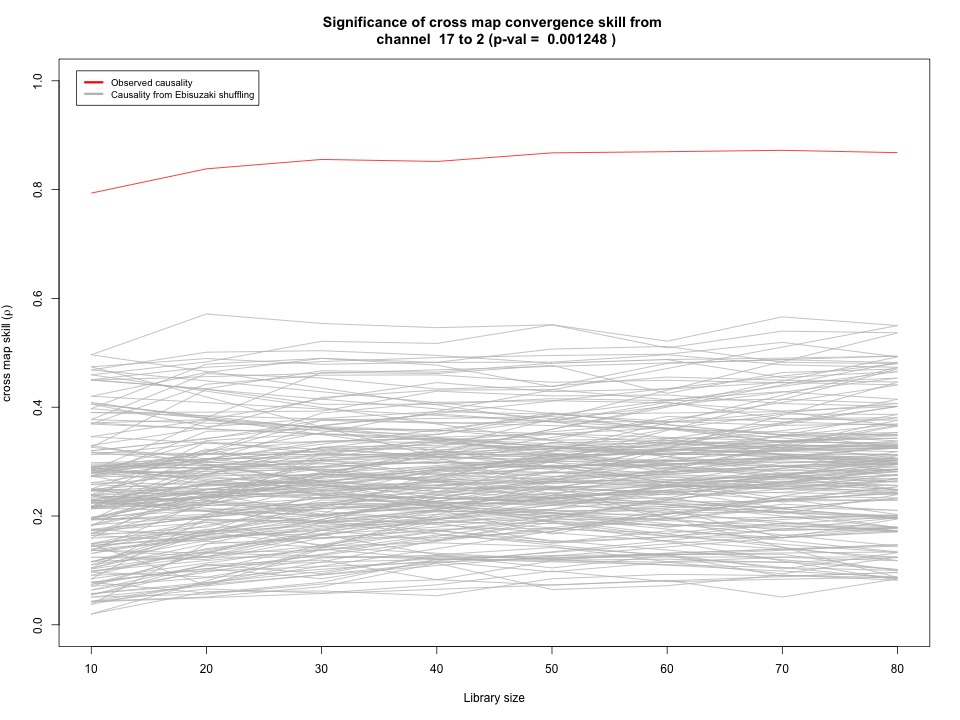 Significance of cross map convergence skill from
channel  17 to 2 (p-val =  0.001248 )
Observed causality
Causality from Ebisuzaki shuffling
cross map skill (ρ)
1.0
0.8
0.6
0.4
0.2
0.0
10 20 30 40 50 60 70 80
Library size